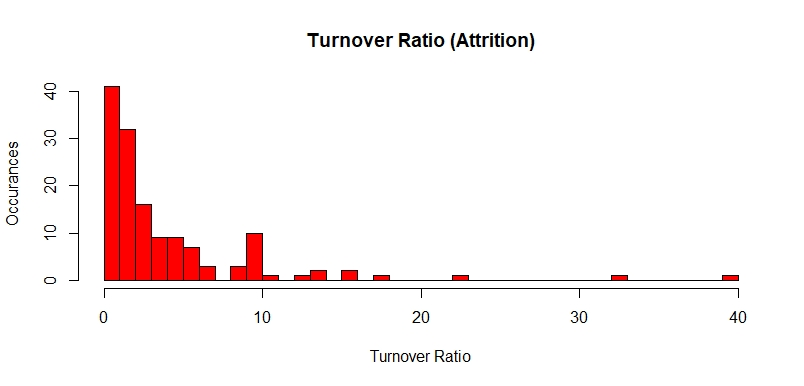 Turnover Ratio (Attrition)
Occurances
40
30
20
10
0
0 10 20 30 40
Turnover Ratio